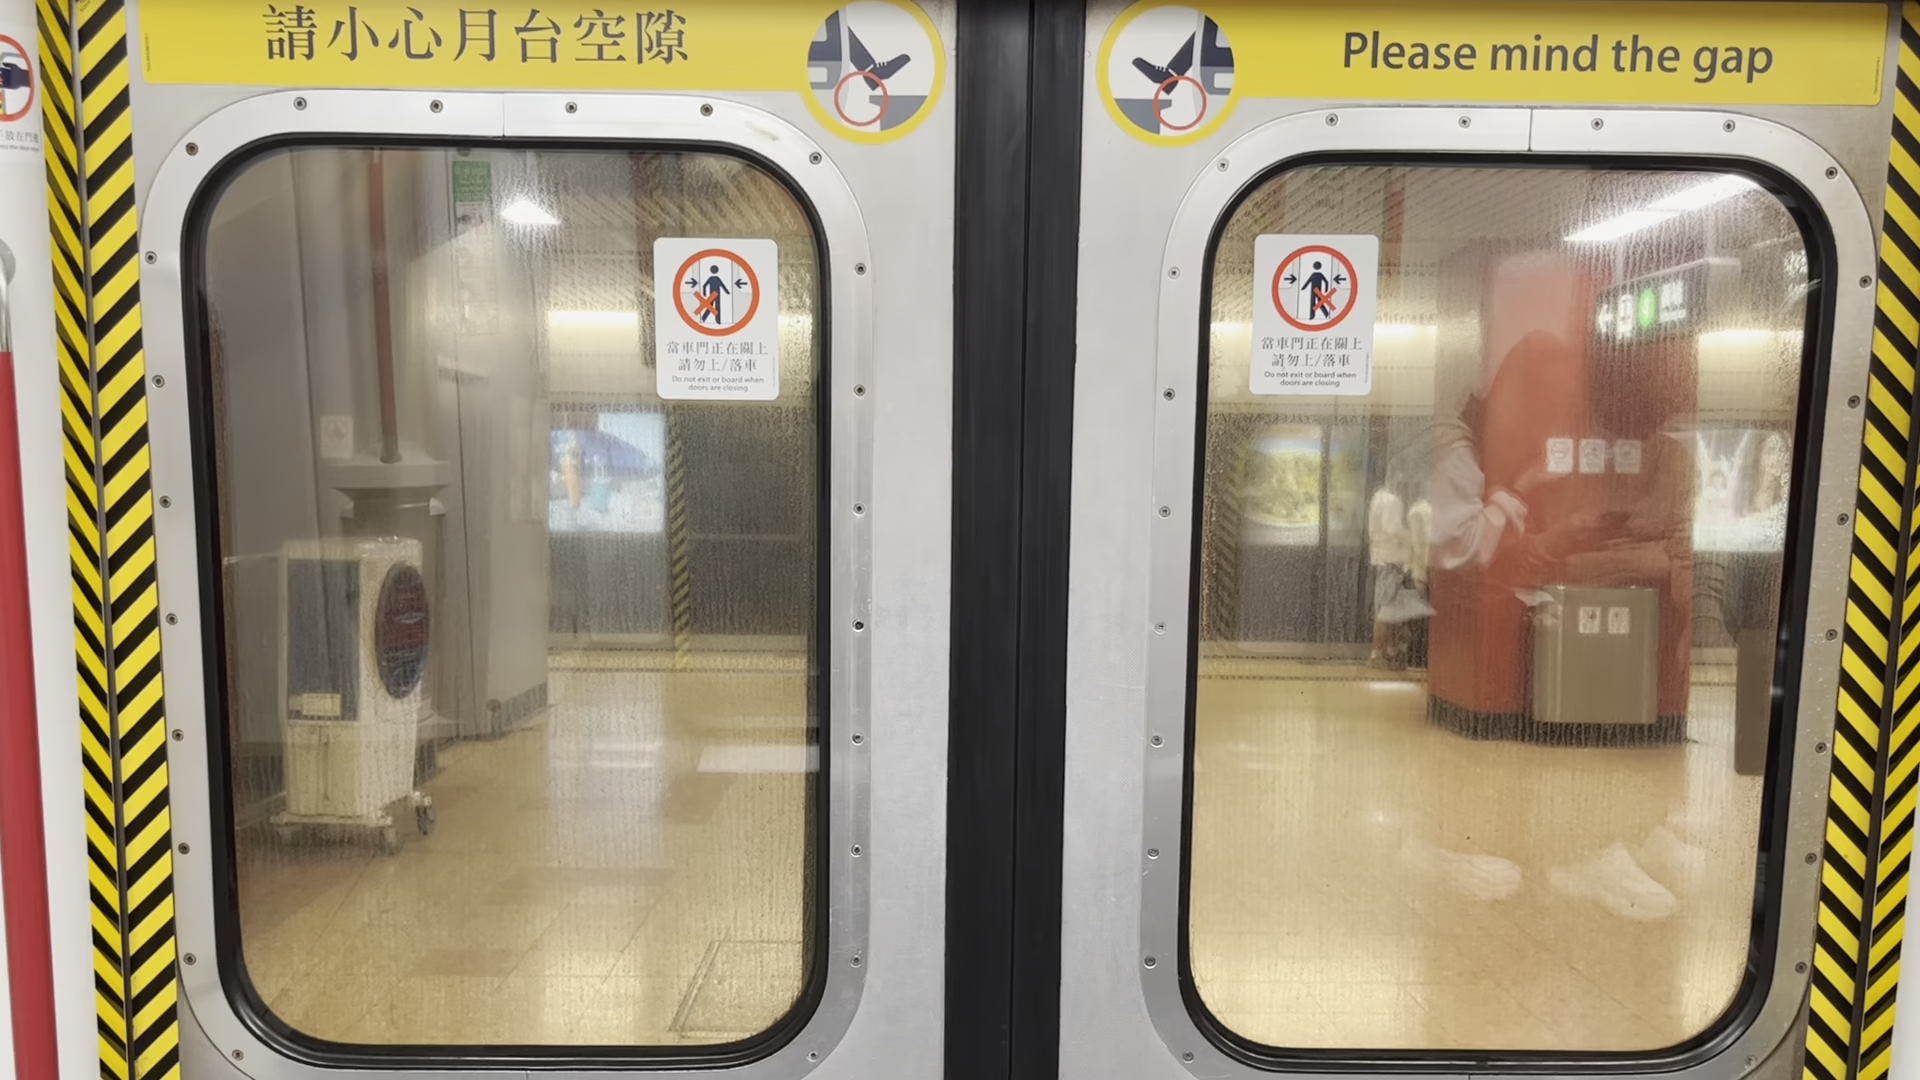 請小心月台空隙
Please mind the gap
當車門正在關上
請勿上/落車
Do not exit or board when
doors are closing
當車門正在關上
請勿上/落車
Do not exit or board when
doors are closing